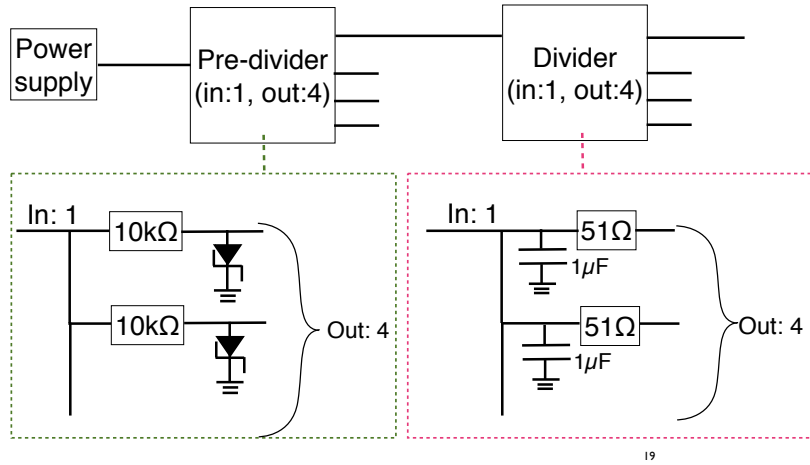 Power
supply
Pre-divider
(in:1, out:4)
Divider
(in:1, out:4)
In: 1
10kΩ
10kΩ
Out: 4
In: 1
51Ω
1μF
51Ω
1μF
Out: 4
19